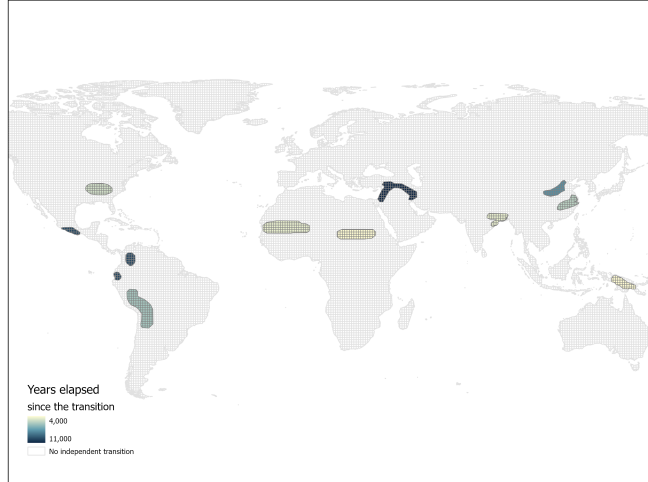 Years elapsed
since the transition
4,000
11,000
No independent transition